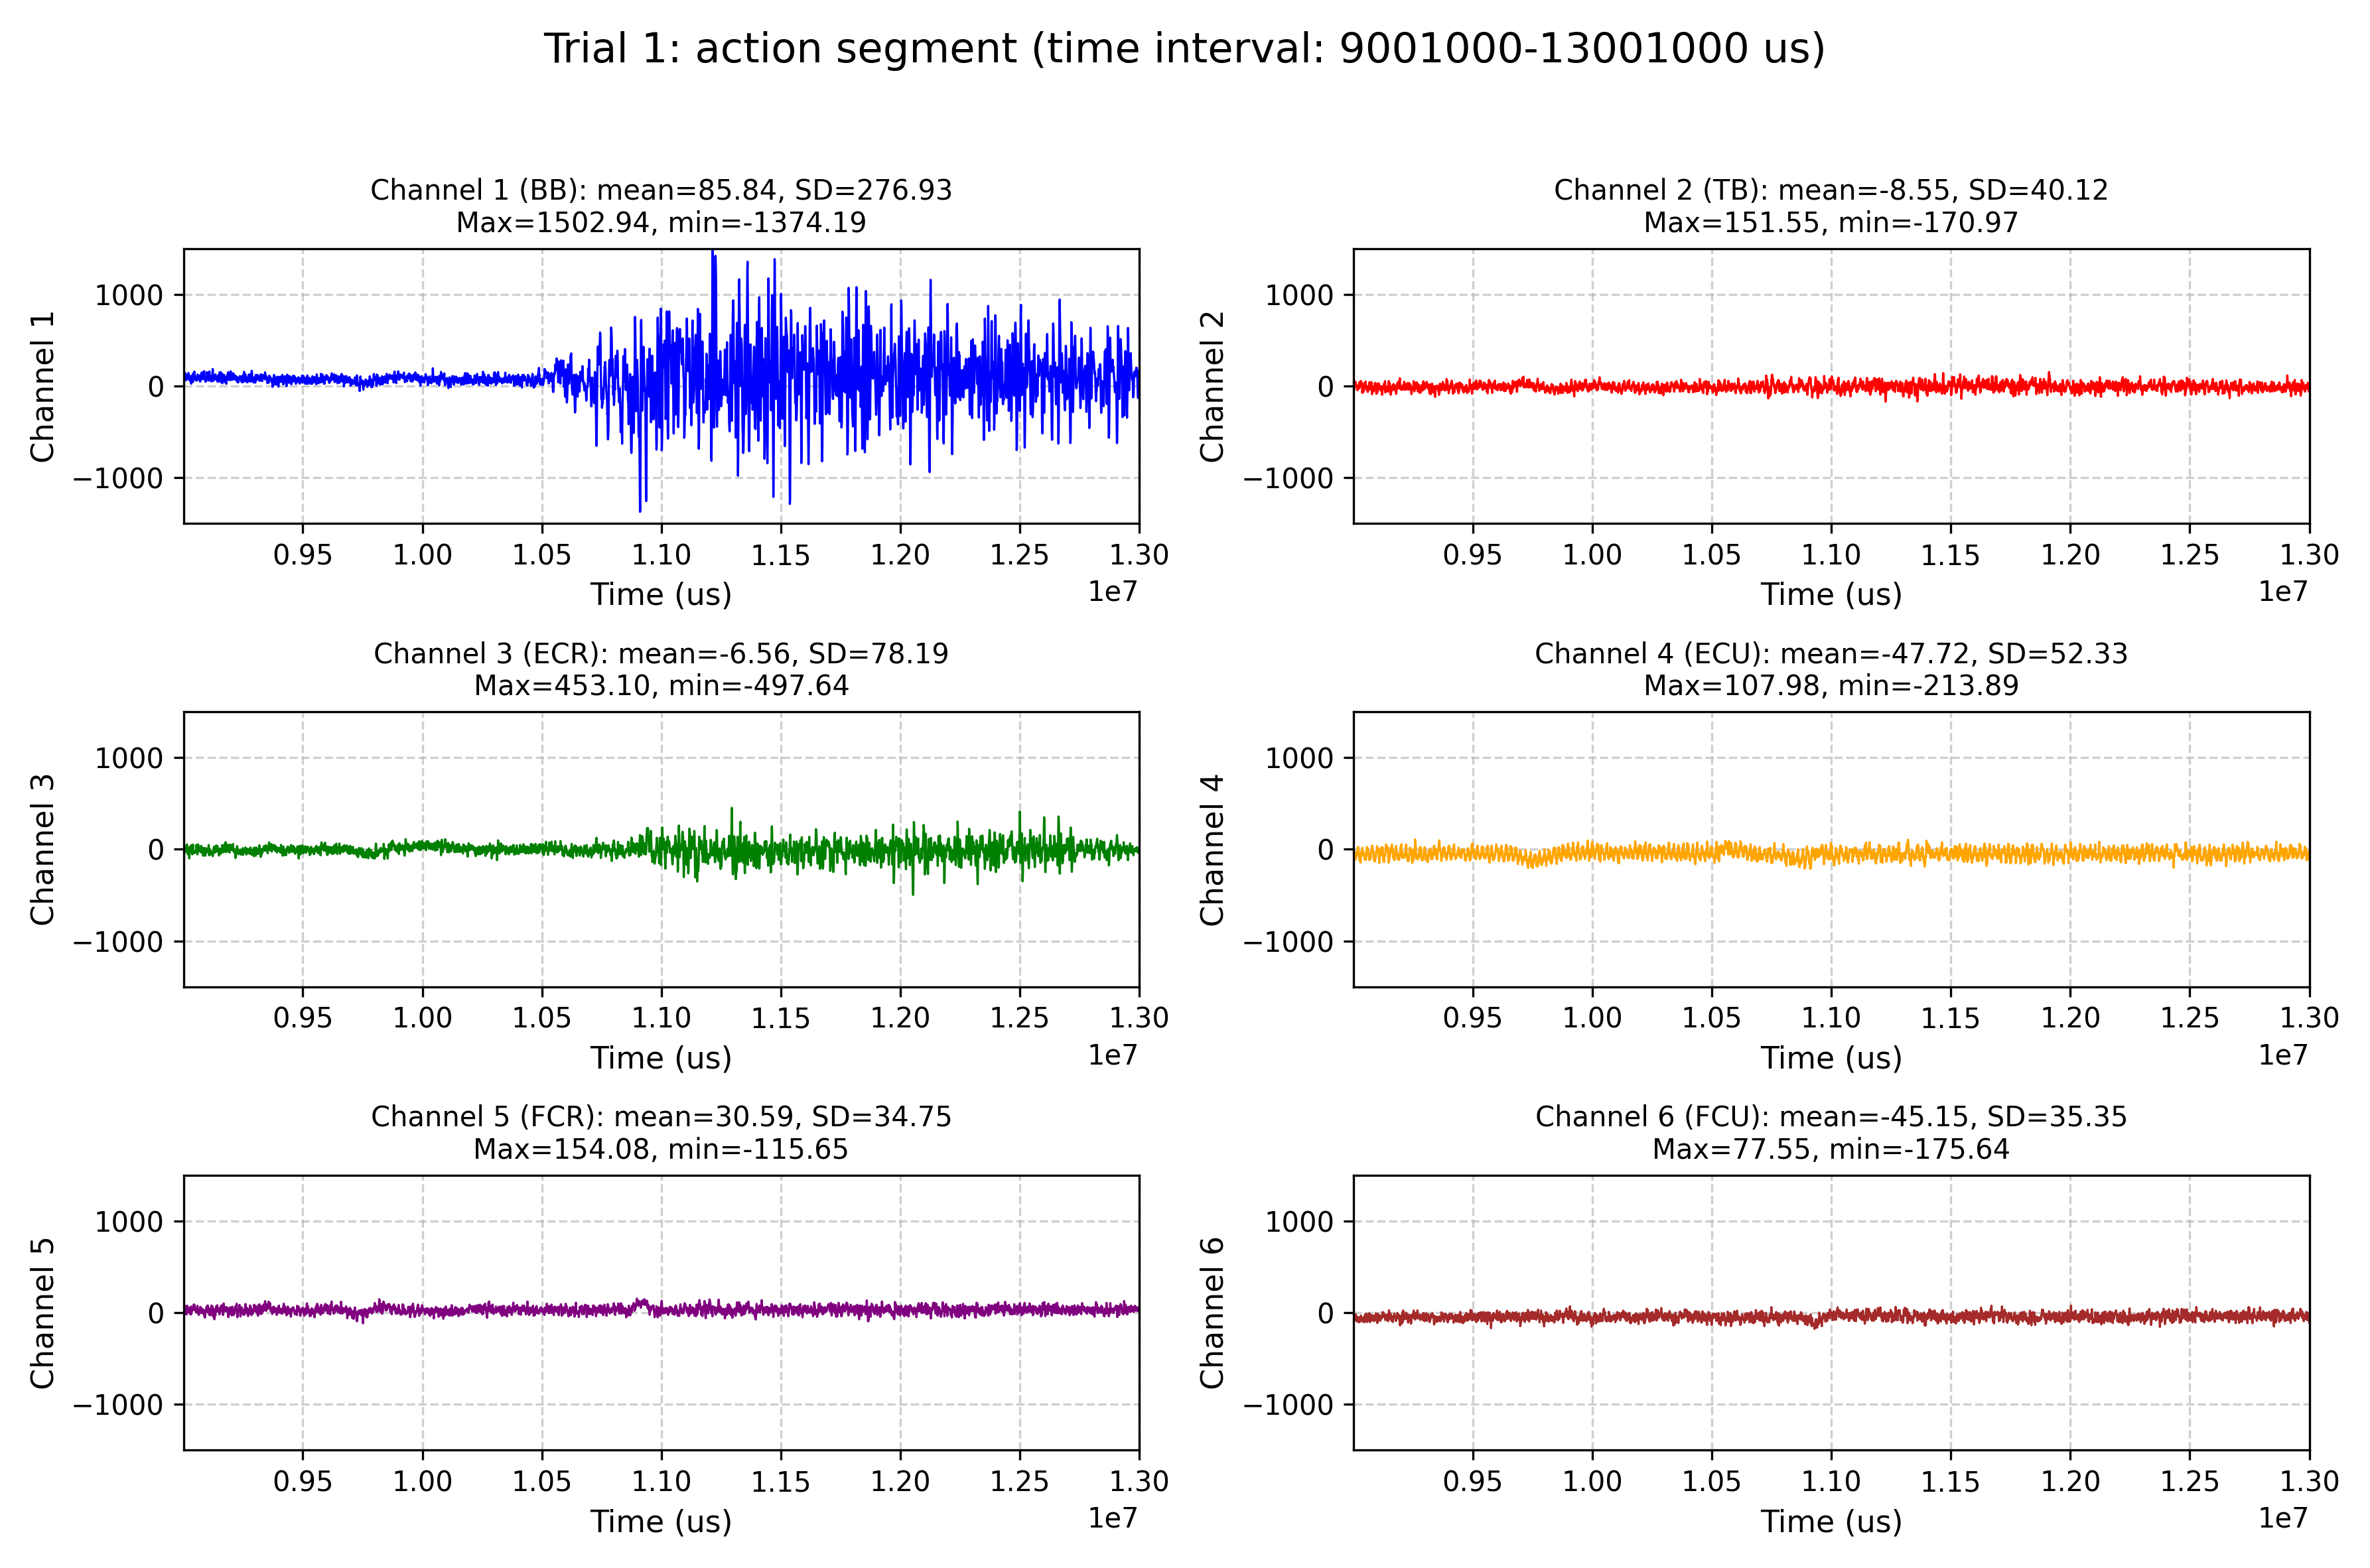 Trial 1: action segment (time interval: 9001000-13001000 us)
Channel 1 (BB): mean=85.84, SD=276.93
Max=1502.94, min=-1374.19
Channel 1
1000
0
−1000
0.95 1.00 1.05 1.10 1.15 1.20 1.25 1.30
1e7
Time (us)
Channel 2 (TB): mean=-8.55, SD=40.12
Max=151.55, min=-170.97
Channel 2
1000
0
−1000
0.95 1.00 1.05 1.10 1.15 1.20 1.25 1.30
1e7
Time (us)
Channel 3 (ECR): mean=-6.56, SD=78.19
Max=453.10, min=-497.64
Channel 3
1000
0
−1000
0.95 1.00 1.05 1.10 1.15 1.20 1.25 1.30
1e7
Time (us)
Channel 4 (ECU): mean=-47.72, SD=52.33
Max=107.98, min=-213.89
Channel 4
1000
0
−1000
0.95 1.00 1.05 1.10 1.15 1.20 1.25 1.30
1e7
Time (us)
Channel 5 (FCR): mean=30.59, SD=34.75
Max=154.08, min=-115.65
Channel 5
1000
0
−1000
0.95 1.00 1.05 1.10 1.15 1.20 1.25 1.30
1e7
Time (us)
Channel 6 (FCU): mean=-45.15, SD=35.35
Max=77.55, min=-175.64
Channel 6
1000
0
−1000
0.95 1.00 1.05 1.10 1.15 1.20 1.25 1.30
1e7
Time (us)